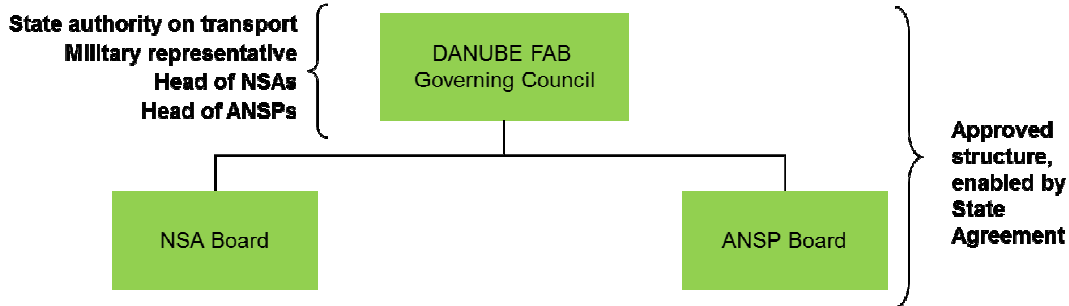 State authority on transport
Military representative
Head of NSAs
Head of ANSPs
DANUBE FAB
Governing Council
Approved
structure,
enabled by
State
Agreement
NSA Board
ANSP Board